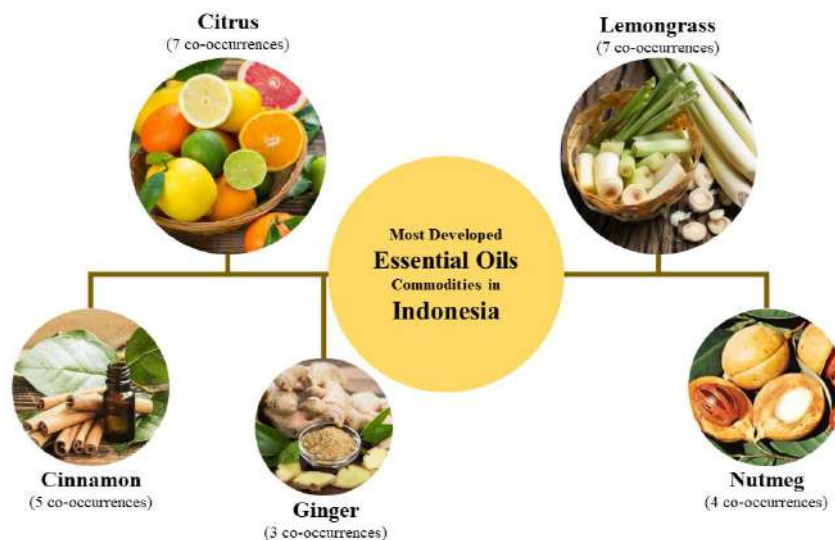 Citrus
(7 co-occurrences)
Lemongrass
(7 co-occurrences)
Most Developed
Essential Oils
Commodities in
Indonesia
Cinnamon
(5 co-occurrences)
Ginger
(3 co-occurrences)
Nutmeg
(4 co-occurrences)